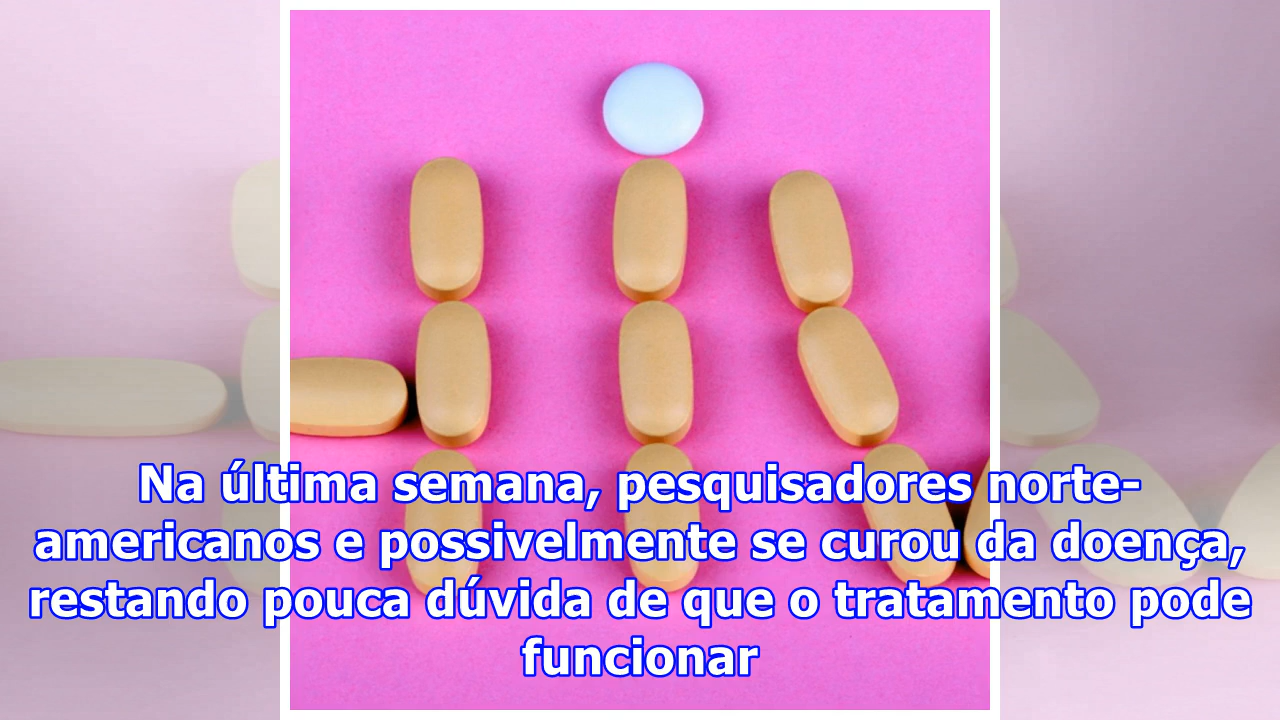 Na última semana, pesquisadores norte-
americanos e possivelmente se curou da doença,
restando pouca dúvida de que o tratamento pode
funcionar